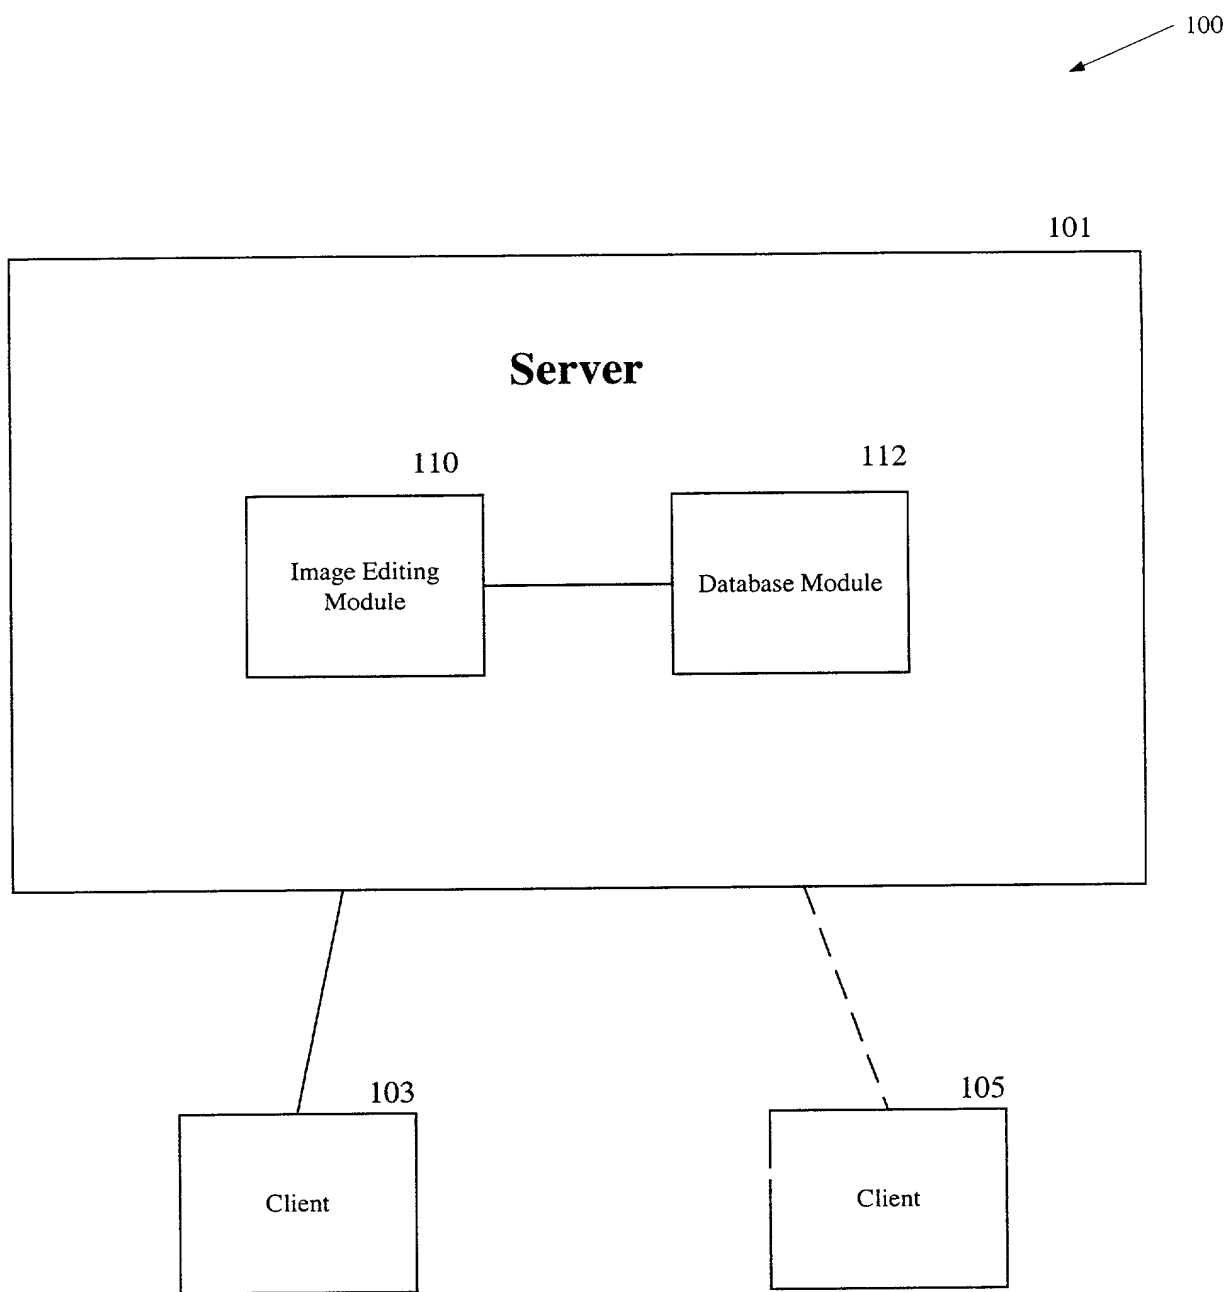 100
101
Server
110
112
Image Editing
Module
Database Module
103
105
Client
Client